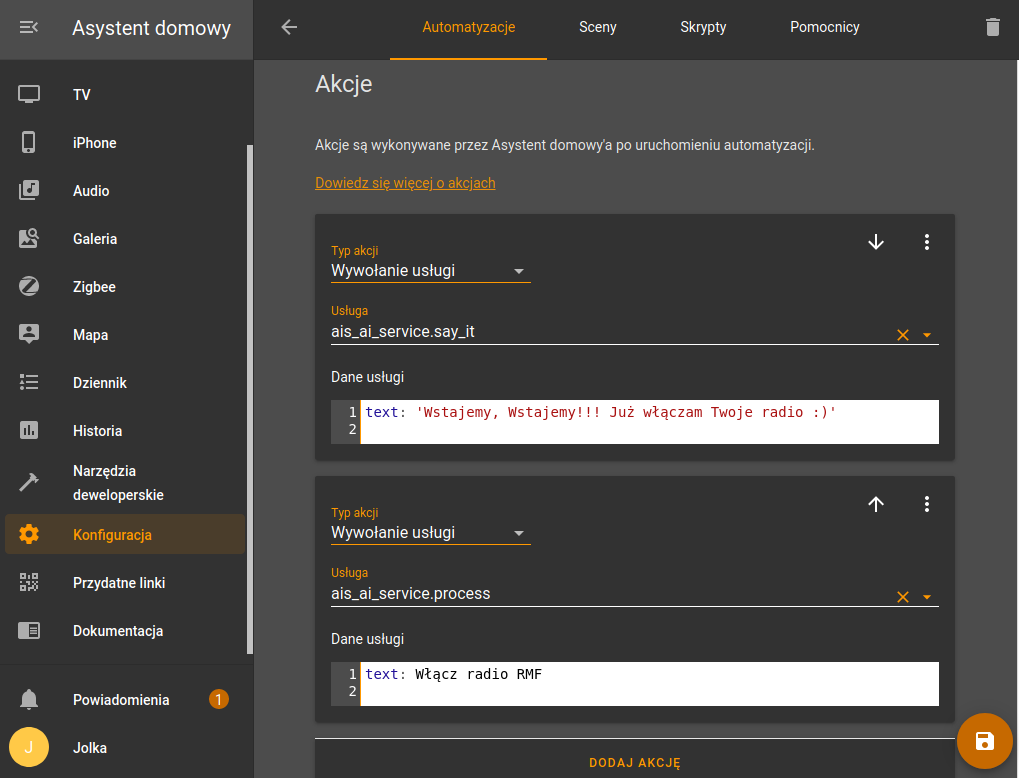 Asystent domowy
TV
iPhone
Audio
Galeria
Zigbee
Mapa
Dziennik
Historia
Narzędzia
deweloperskie
Konfiguracja
Przydatne linki
Dokumentacja
Powiadomienia 1
J Jolka
Automatyzacje Sceny Skrypty Pomocnicy
Akcje
Akcje są wykonywane przez Asystent domowy'a po uruchomieniu automatyzacji.
Dowiedz się więcej o akcjach
Typ akcji
Wywołanie usługi
Usługa
ais_ai_service.say_it
Dane usługi
1 text: 'Wstajemy, Wstajemy!!! Już włączam Twoje radio :)'
2
Typ akcji
Wywołanie usługi
Usługa
ais_ai_service.process
Dane usługi
1 text: Włącz radio RMF
2
DODAJ AKCJĘ